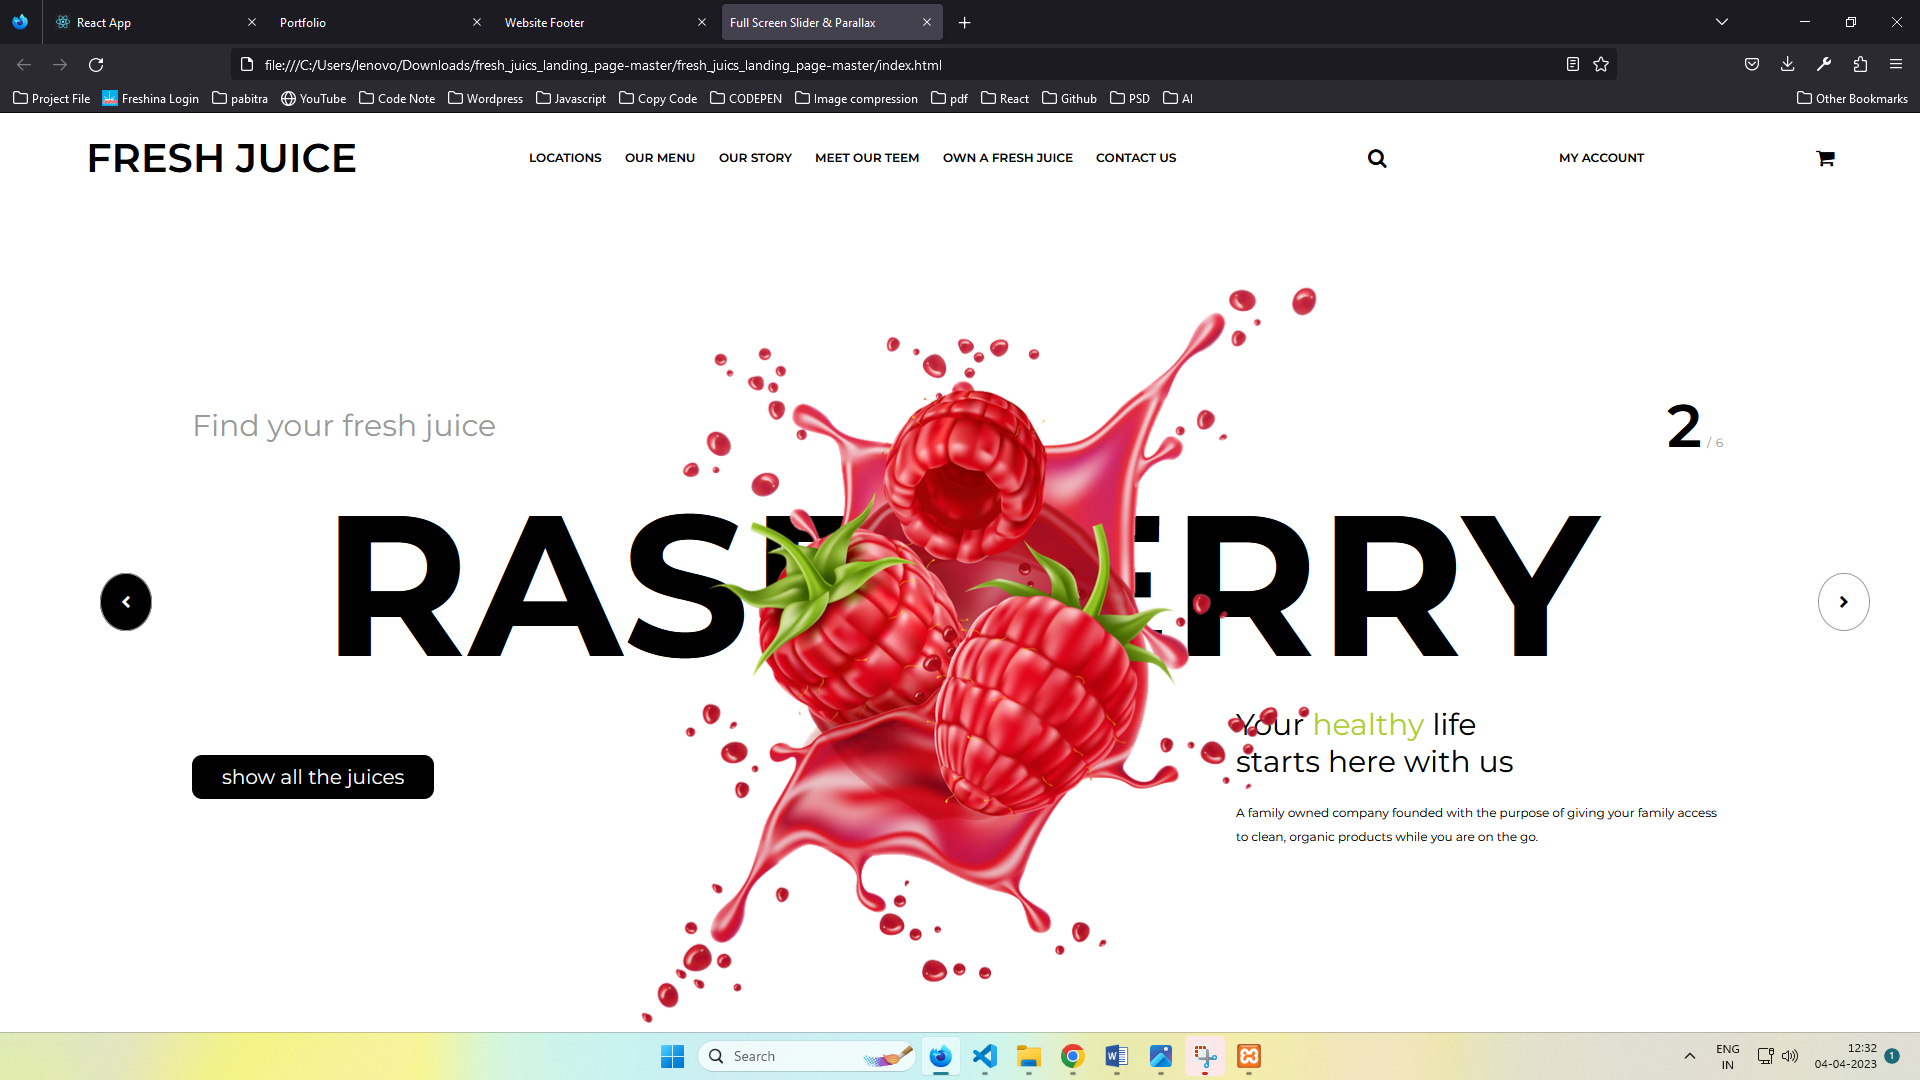 React App
Portfolio
Website Footer
Full Screen Slider & Parallax
file:///C:/Users/lenovo/Downloads/fresh_juics_landing_page-master/fresh_juics_landing_page-master/index.html
Project File Freshina Login pabitra YouTube Code Note Wordpress Javascript Copy Code CODEPEN Image compression pdf React Github PSD AI Other Bookmarks
FRESH JUICE LOCATIONS OUR MENU OUR STORY MEET OUR TEEM OWN A FRESH JUICE CONTACT US MY ACCOUNT
Find your fresh juice
2 / 6
RAS ERRY
Your healthy life
starts here with us
show all the juices
A family owned company founded with the purpose of giving your family access
to clean, organic products while you are on the go.
Search
ENG
IN
12:32
04-04-2023
1